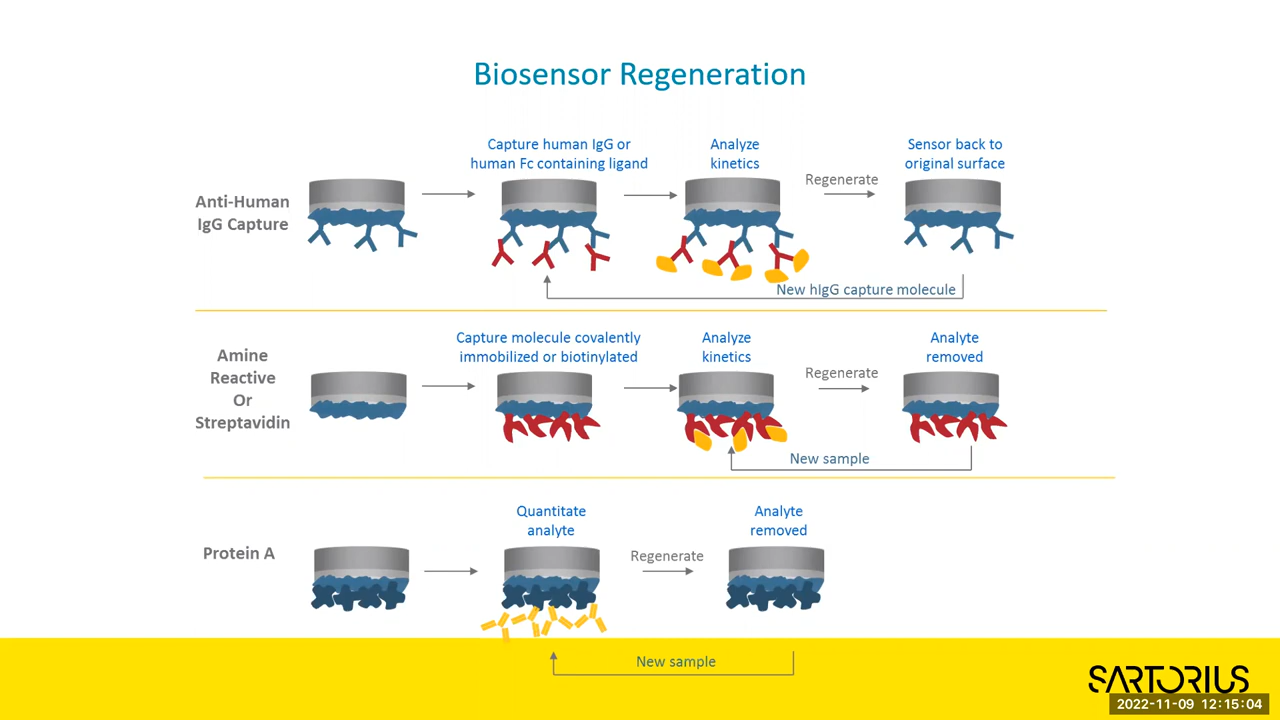 Biosensor Regeneration
Anti-Human
IgG Capture
Capture human IgG or
human Fc containing ligand
Analyze
kinetics
Regenerate
Sensor back to
original surface
New hIgG capture molecule
Amine
Reactive
Or
Streptavidin
Capture molecule covalently
immobilized or biotinylated
Analyze
kinetics
Regenerate
Analyte
removed
New sample
Protein A
Quantitate
analyte
Regenerate
Analyte
removed
New sample
SARTORIUS
2022-11-09 12:15:04